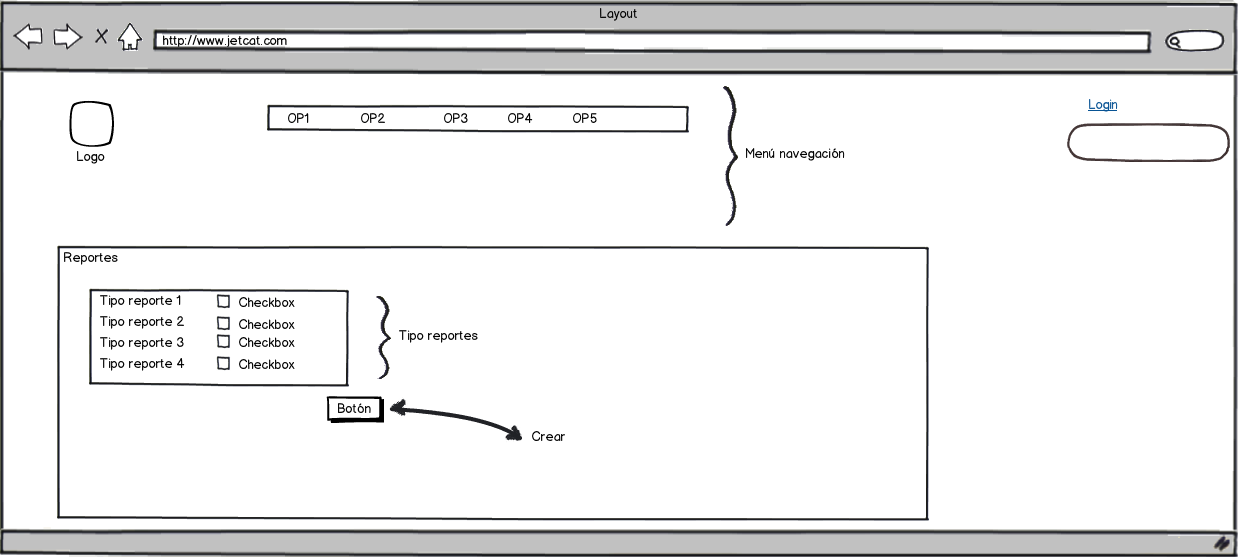 Layout
http://www.jetcat.com
Login
OP1 OP2 OP3 OP4 OP5
Logo
Menú navegación
Reportes
Tipo reporte 1 Checkbox
Tipo reporte 2 Checkbox
Tipo reporte 3 Checkbox
Tipo reporte 4 Checkbox
Tipo reportes
Botón
Crear